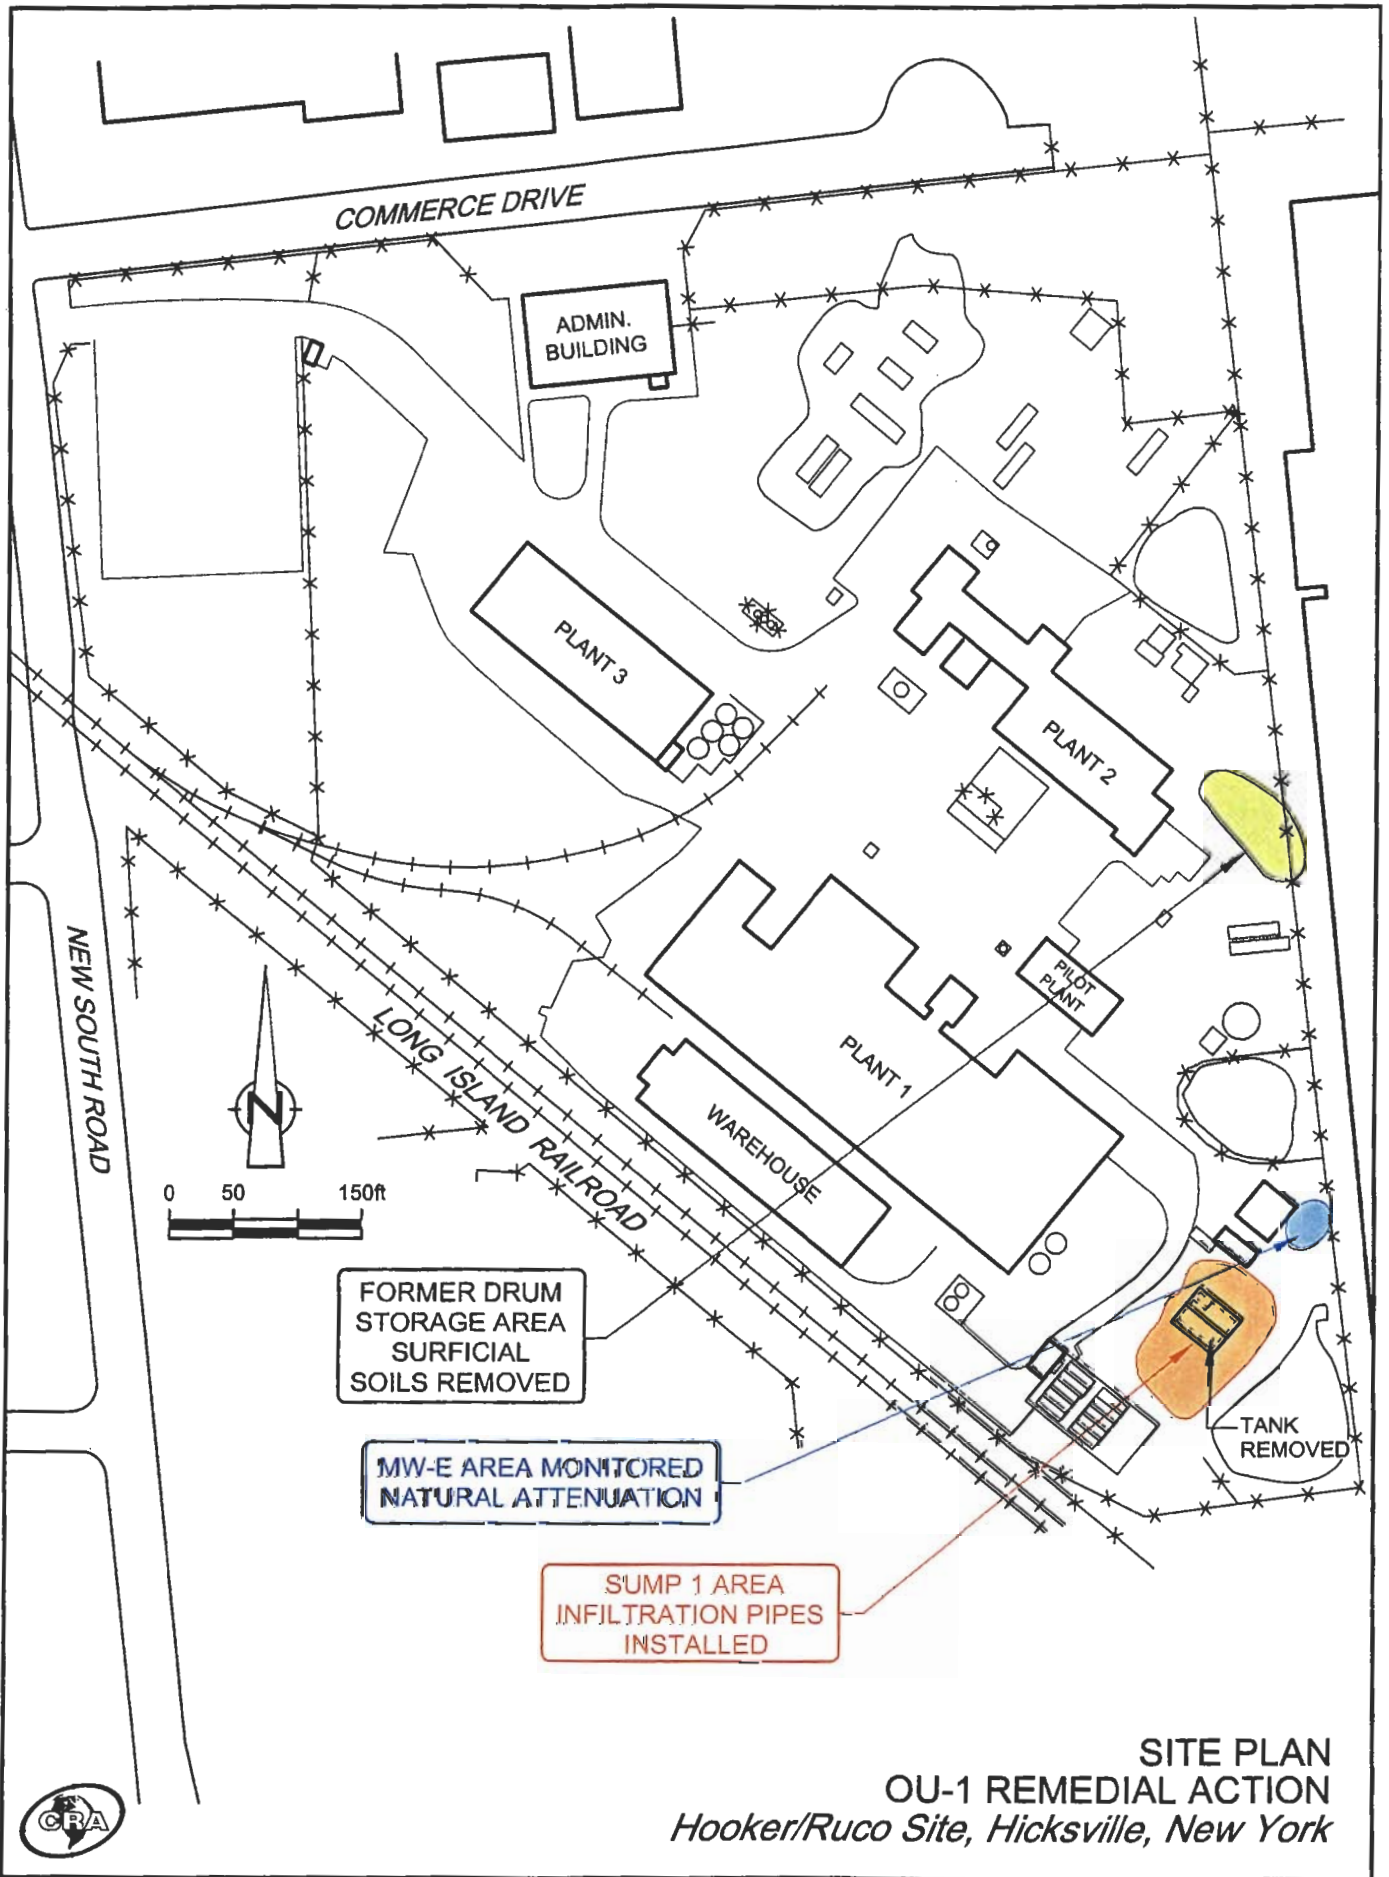 COMMERCE DRIVE
ADMIN.
BUILDING
PLANT 3
PLANT 2
PILOT
PLANT
PLANT 1
WAREHOUSE
NEW SOUTH ROAD
LONG ISLAND RAILROAD
N
0 50 150ft
FORMER DRUM
STORAGE AREA
SURFICIAL
SOILS REMOVED
MW-E AREA MONITORED
NATURAL ATTENUATION
TANK
REMOVED
SUMP 1 AREA
INFILTRATION PIPES
INSTALLED
SITE PLAN
OU-1 REMEDIAL ACTION
Hooker/Ruco Site, Hicksville, New York
CRA